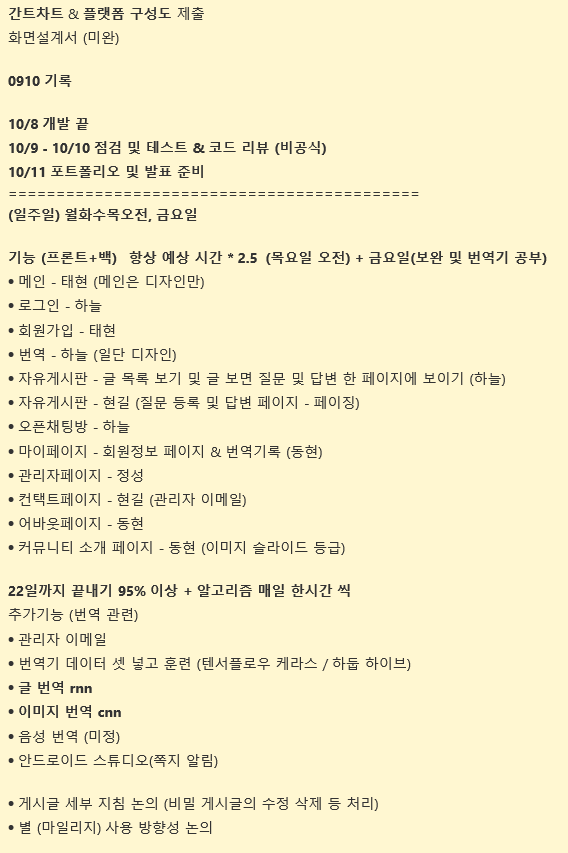 간트차트 & 플랫폼 구성도 제출
화면설계서 (미완)
0910 기록
10/8 개발 끝
10/9 - 10/10 점검 및 테스트 & 코드 리뷰 (비공식)
10/11 포트폴리오 및 발표 준비
===========================================
(일주일) 월화수목오전, 금요일
기능 (프론트+백) 항상 예상 시간 * 2.5 (목요일 오전) + 금요일(보완 및 번역기 공부)
• 메인 - 태현 (메인은 디자인만)
• 로그인 - 하늘
• 회원가입 - 태현
• 번역 - 하늘 (일단 디자인)
• 자유게시판 - 글 목록 보기 및 글 보면 질문 및 답변 한 페이지에 보이기 (하늘)
• 자유게시판 - 현길 (질문 등록 및 답변 페이지 - 페이징)
• 오픈채팅방 - 하늘
• 마이페이지 - 회원정보 페이지 & 번역기록 (동현)
• 관리자페이지 - 정성
• 컨택트페이지 - 현길 (관리자 이메일)
• 어바웃페이지 - 동현
• 커뮤니티 소개 페이지 - 동현 (이미지 슬라이드 등급)
22일까지 끝내기 95% 이상 + 알고리즘 매일 한시간 씩
추가기능 (번역 관련)
• 관리자 이메일
• 번역기 데이터 셋 넣고 훈련 (텐서플로우 케라스 / 하둡 하이브)
• 글 번역 rnn
• 이미지 번역 cnn
• 음성 번역 (미정)
• 안드로이드 스튜디오(쪽지 알림)
• 게시글 세부 지침 논의 (비밀 게시글의 수정 삭제 등 처리)
• 별 (마일리지) 사용 방향성 논의